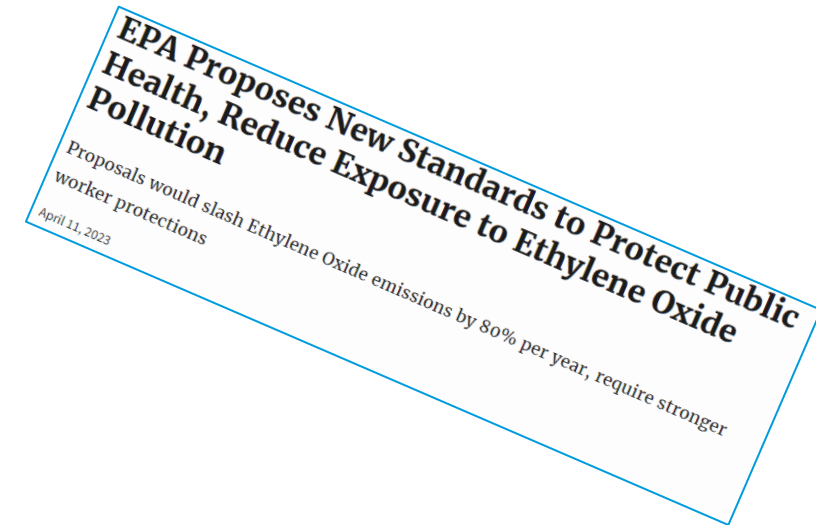 EPA Proposes New Standards to Protect Public
Health, Reduce Exposure to Ethylene Oxide
Pollution
Proposals would slash Ethylene Oxide emissions by 80% per year, require stronger
worker protections
April 11, 2023